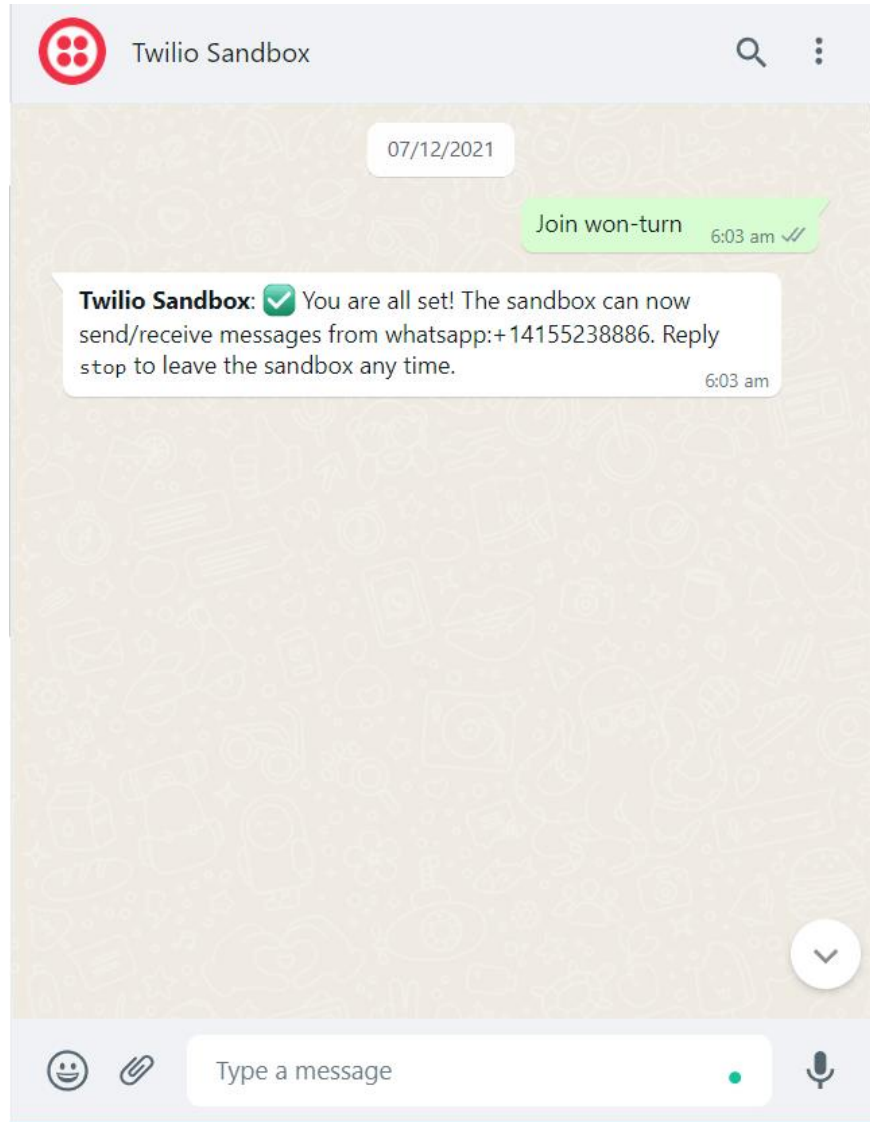 Twilio Sandbox
07/12/2021
Join won-turn
6:03 am
Twilio Sandbox: ✅ You are all set! The sandbox can now
send/receive messages from whatsapp:+14155238886. Reply
stop to leave the sandbox any time.
6:03 am
Type a message